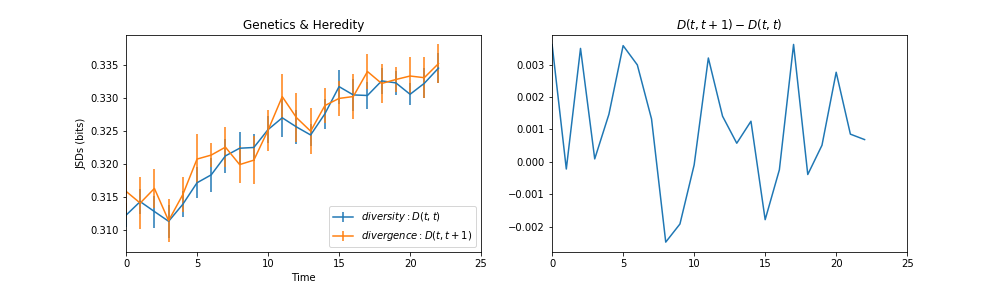 Genetics & Heredity
JSDs (bits)
0.335
0.330
0.325
0.320
0.315
0.310
0 5 10 15 20 25
Time
diversity: D(t, t)
divergence: D(t, t + 1)
D(t, t + 1) − D(t, t)
0.003
0.002
0.001
0.000
−0.001
−0.002
0 5 10 15 20 25